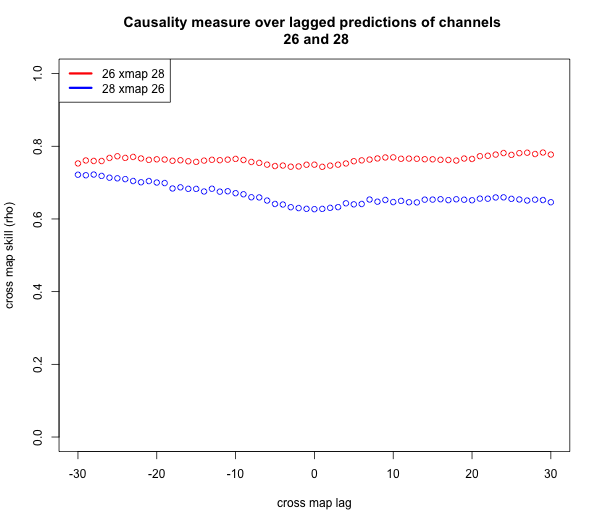 Causality measure over lagged predictions of channels
26 and 28
26 xmap 28
28 xmap 26
cross map skill (rho)
1.0
0.8
0.6
0.4
0.2
0.0
-30 -20 -10 0 10 20 30
cross map lag